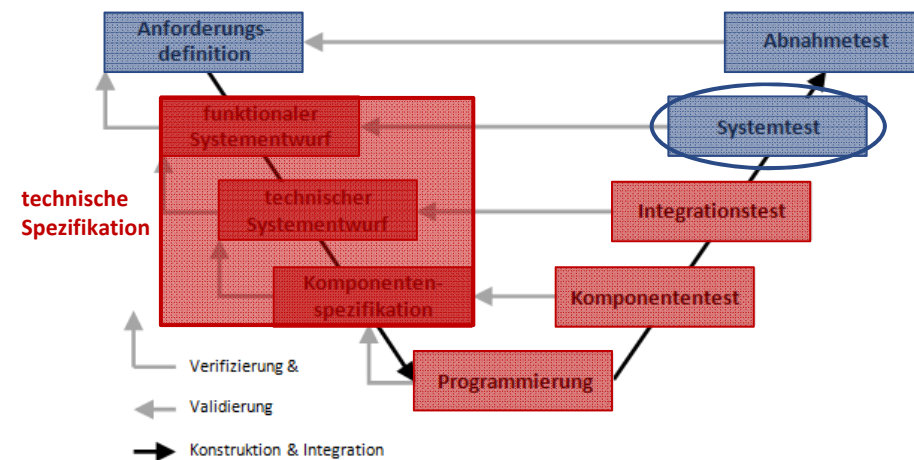 Anforderungs-
definition
Abnahmetest
funktionaler
Systementwurf
Systemtest
technische
Spezifikation
technischer
Systementwurf
Integrationstest
Komponenten-
spezifikation
Komponententest
Programmierung
Verifizierung &
Validierung
Konstruktion & Integration